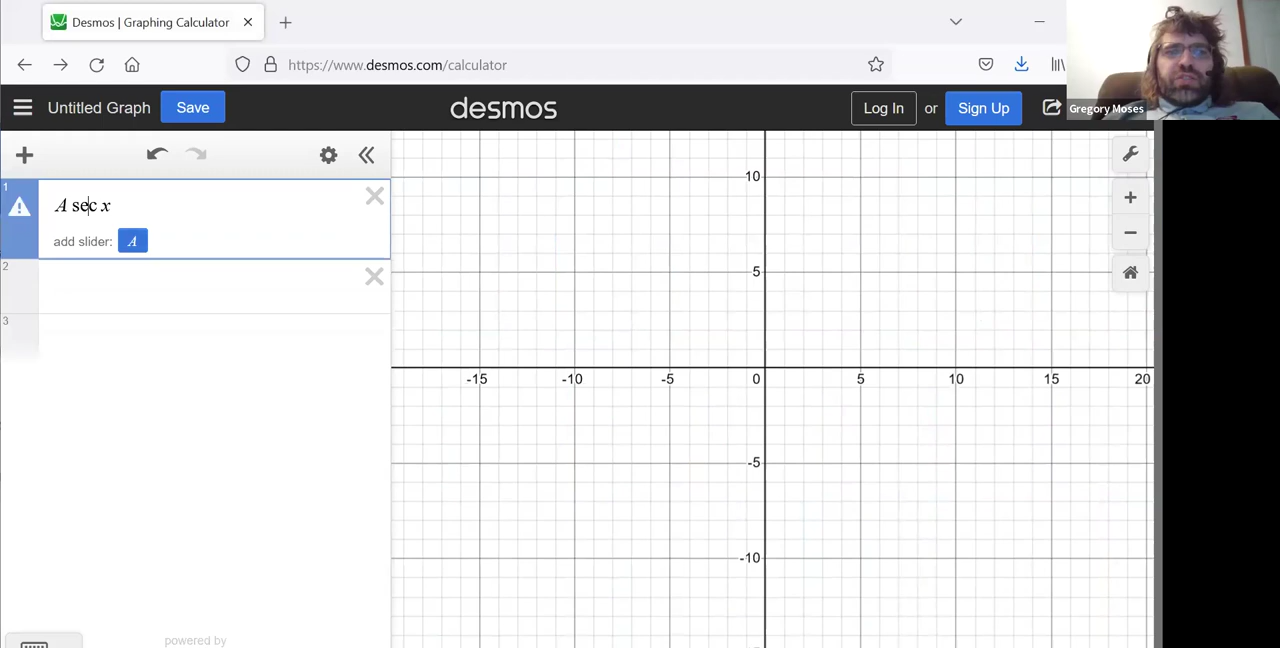 Desmos | Graphing Calculator
https://www.desmos.com/calculator
Gregory Moses
Untitled Graph
Save
desmos
Log In or Sign Up
1
A sec x
add slider: A
2
3
powered by
10
5
-15 -10 -5 0 5 10 15 20
-5
-10